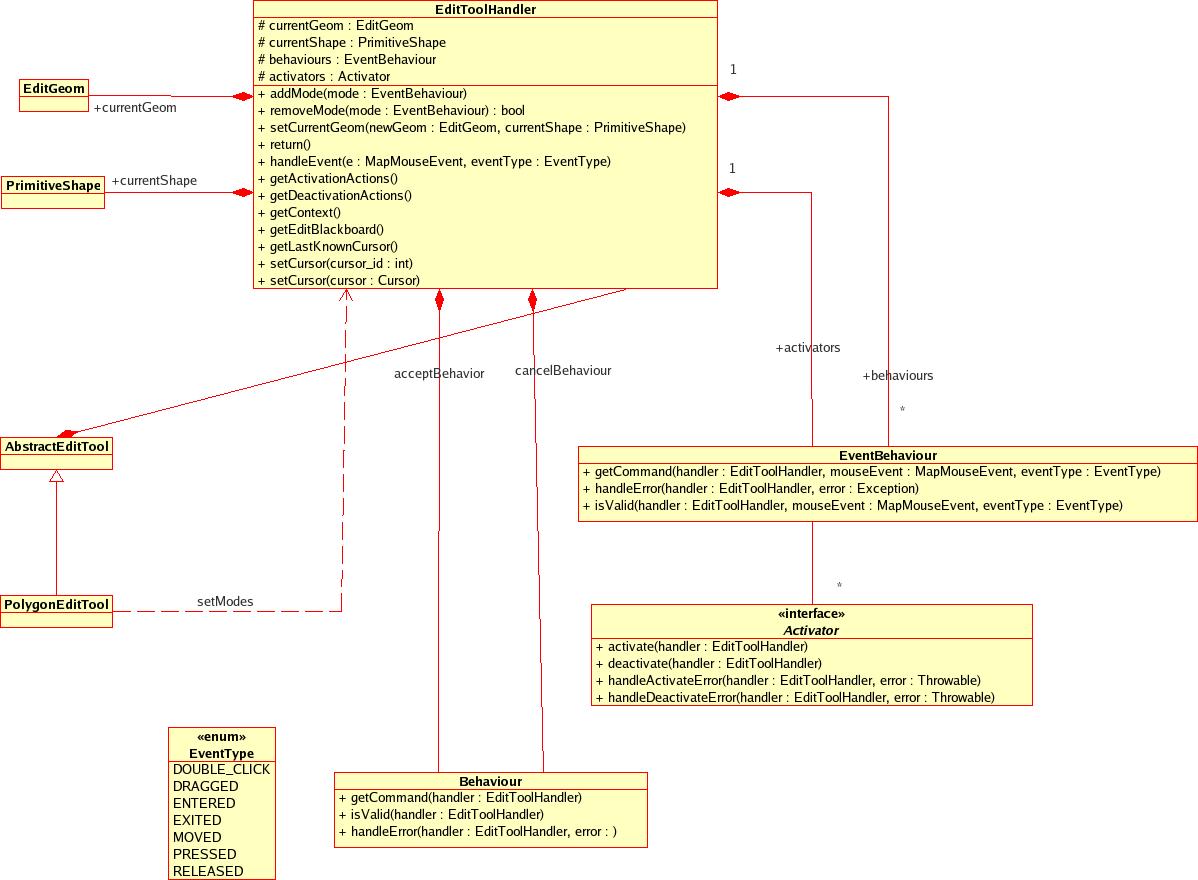 EditToolHandler
# currentGeom : EditGeom
# currentShape : PrimitiveShape
# behaviours : EventBehaviour
# activators : Activator
+ addMode(mode : EventBehaviour)
+ removeMode(mode : EventBehaviour) : bool
+ setCurrentGeom(newGeom : EditGeom, currentShape : PrimitiveShape)
+ return()
+ handleEvent(e : MapMouseEvent, eventType : EventType)
+ getActivationActions()
+ getDeactivationActions()
+ getContext()
+ getEditBlackboard()
+ getLastKnownCursor()
+ setCursor(cursor_id : int)
+ setCursor(cursor : Cursor)
EditGeom
+currentGeom
PrimitiveShape
+currentShape
1
1
+activators
+behaviours
*
acceptBehavior
cancelBehaviour
AbstractEditTool
PolygonEditTool
setModes
EventBehaviour
+ getCommand(handler : EditToolHandler, mouseEvent : MapMouseEvent, eventType : EventType)
+ handleError(handler : EditToolHandler, error : Exception)
+ isValid(handler : EditToolHandler, mouseEvent : MapMouseEvent, eventType : EventType)
*
«interface»
Activator
+ activate(handler : EditToolHandler)
+ deactivate(handler : EditToolHandler)
+ handleActivateError(handler : EditToolHandler, error : Throwable)
+ handleDeactivateError(handler : EditToolHandler, error : Throwable)
«enum»
EventType
DOUBLE_CLICK
DRAGGED
ENTERED
EXITED
MOVED
PRESSED
RELEASED
Behaviour
+ getCommand(handler : EditToolHandler)
+ isValid(handler : EditToolHandler)
+ handleError(handler : EditToolHandler, error : )